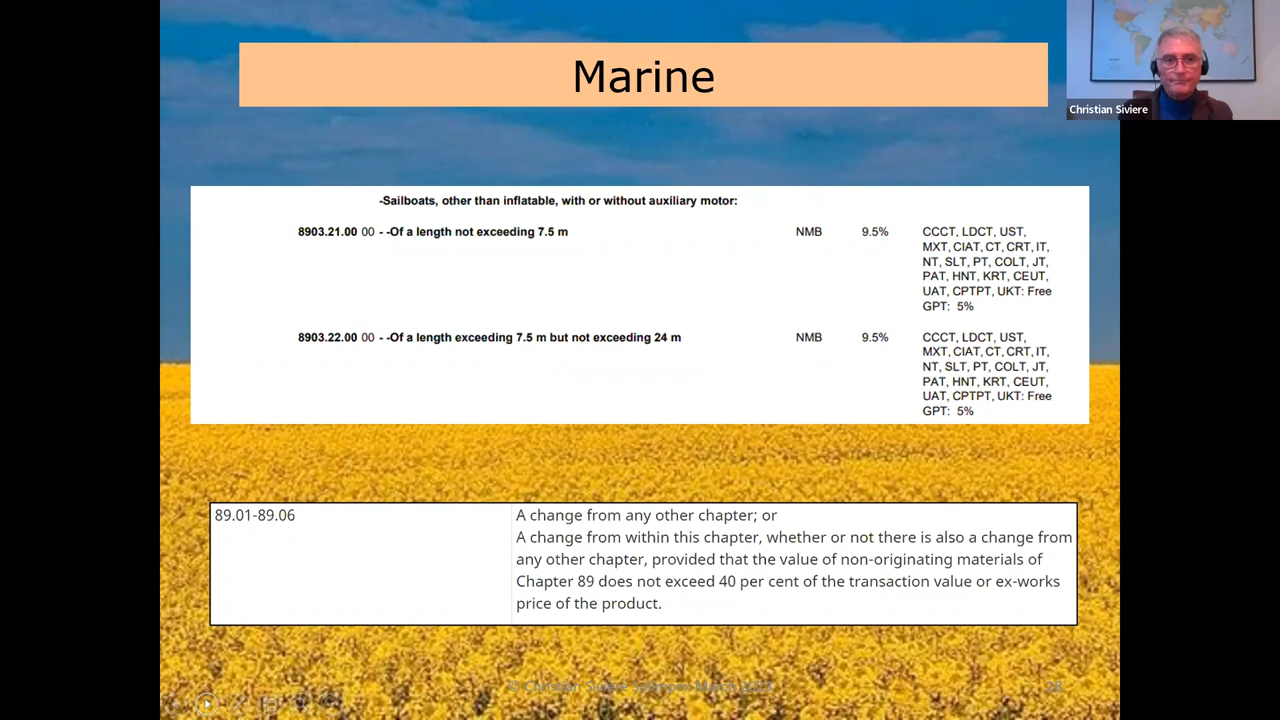 Marine
Christian Siviere
-Sailboats, other than inflatable, with or without auxiliary motor:
8903.21.00 00 - -Of a length not exceeding 7.5 m NMB 9.5% CCCT, LDCT, UST,
MXT, CIAT, CT, CRT, IT,
NT, SLT, PT, COLT, JT,
PAT, HNT, KRT, CEUT,
UAT, CPTPT, UKT: Free
GPT: 5%
8903.22.00 00 - -Of a length exceeding 7.5 m but not exceeding 24 m NMB 9.5% CCCT, LDCT, UST,
MXT, CIAT, CT, CRT, IT,
NT, SLT, PT, COLT, JT,
PAT, HNT, KRT, CEUT,
UAT, CPTPT, UKT: Free
GPT: 5%
89.01-89.06 A change from any other chapter; or
A change from within this chapter, whether or not there is also a change from
any other chapter, provided that the value of non-originating materials of
Chapter 89 does not exceed 40 per cent of the transaction value or ex-works
price of the product.
© Christian Siviere